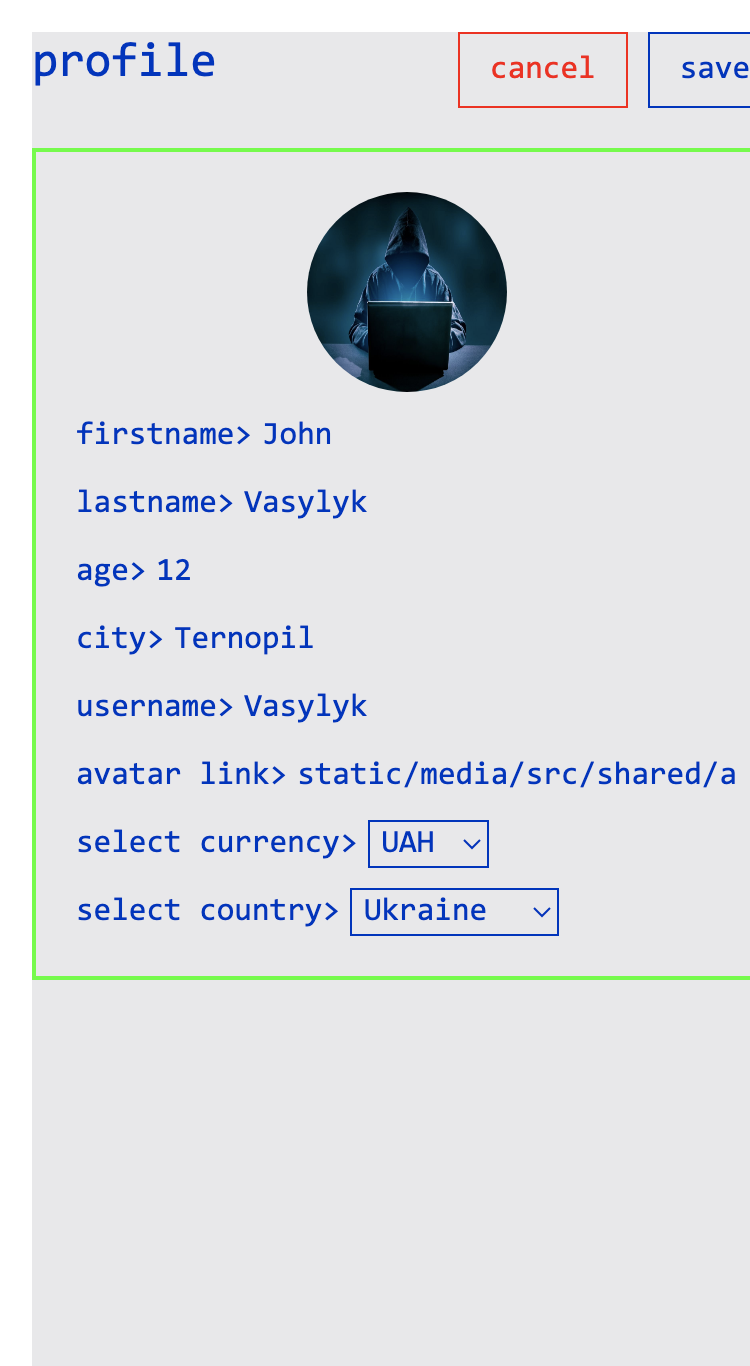 profile cancel save
firstname> John
lastname> Vasylyk
age> 12
city> Ternopil
username> Vasylyk
avatar link> static/media/src/shared/a
select currency> UAH
select country> Ukraine